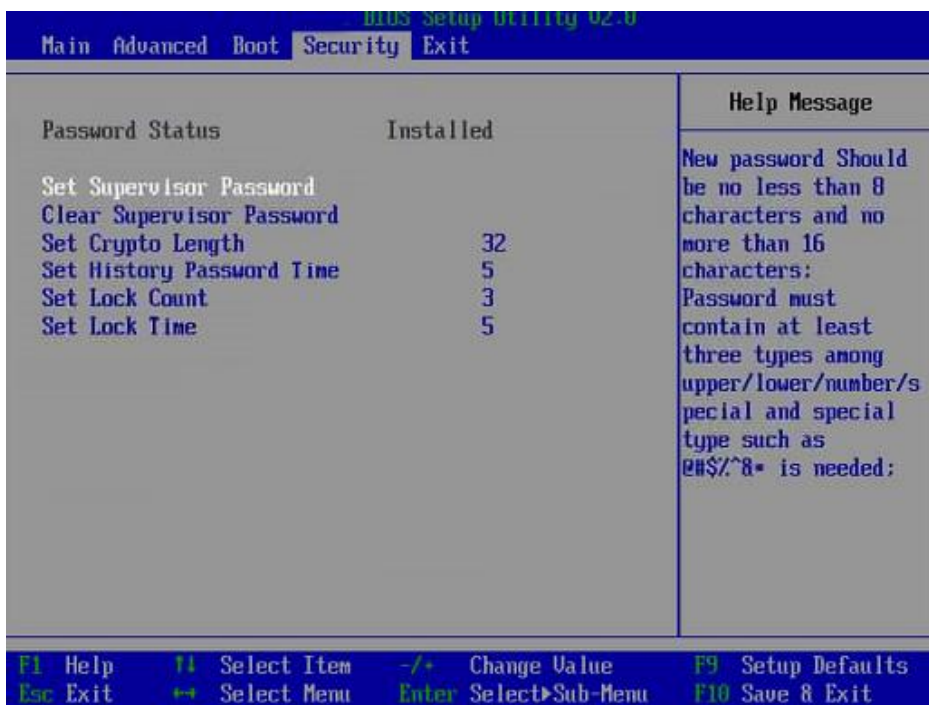 BIOS Setup Utility V2.0
Main Advanced Boot Security Exit
Password Status Installed
Set Supervisor Password
Clear Supervisor Password
Set Crypto Length 32
Set History Password Time 5
Set Lock Count 3
Set Lock Time 5
Help Message
New password Should
be no less than 8
characters and no
more than 16
characters;
Password must
contain at least
three types among
upper/lower/number/s
pecial and special
type such as
@#$%^&* is needed;
F1 Help ↑↓ Select Item -/+ Change Value F9 Setup Defaults
Esc Exit ↔ Select Menu Enter Select▶Sub-Menu F10 Save & Exit